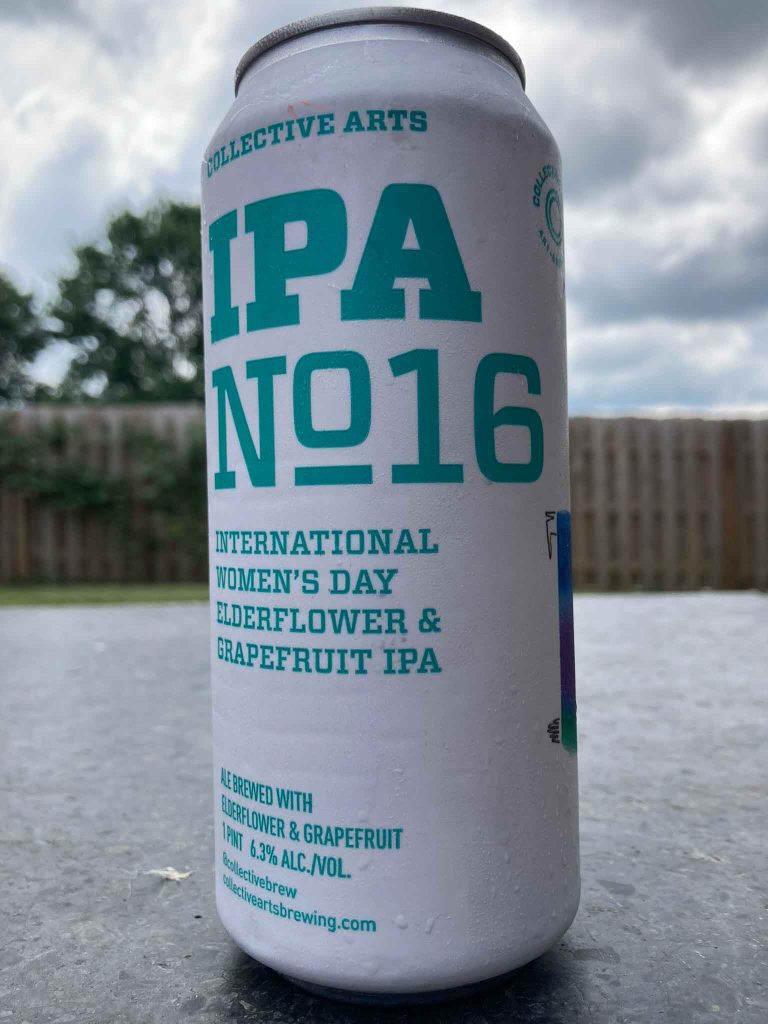 COLLECTIVE ARTS
IPA
No16
INTERNATIONAL
WOMEN'S DAY
ELDERFLOWER &
GRAPEFRUIT IPA
ALE BREWED WITH
ELDERFLOWER & GRAPEFRUIT
1 PINT 6.3% ALC./VOL.
@collectivebrew
collectiveartsbrewing.com